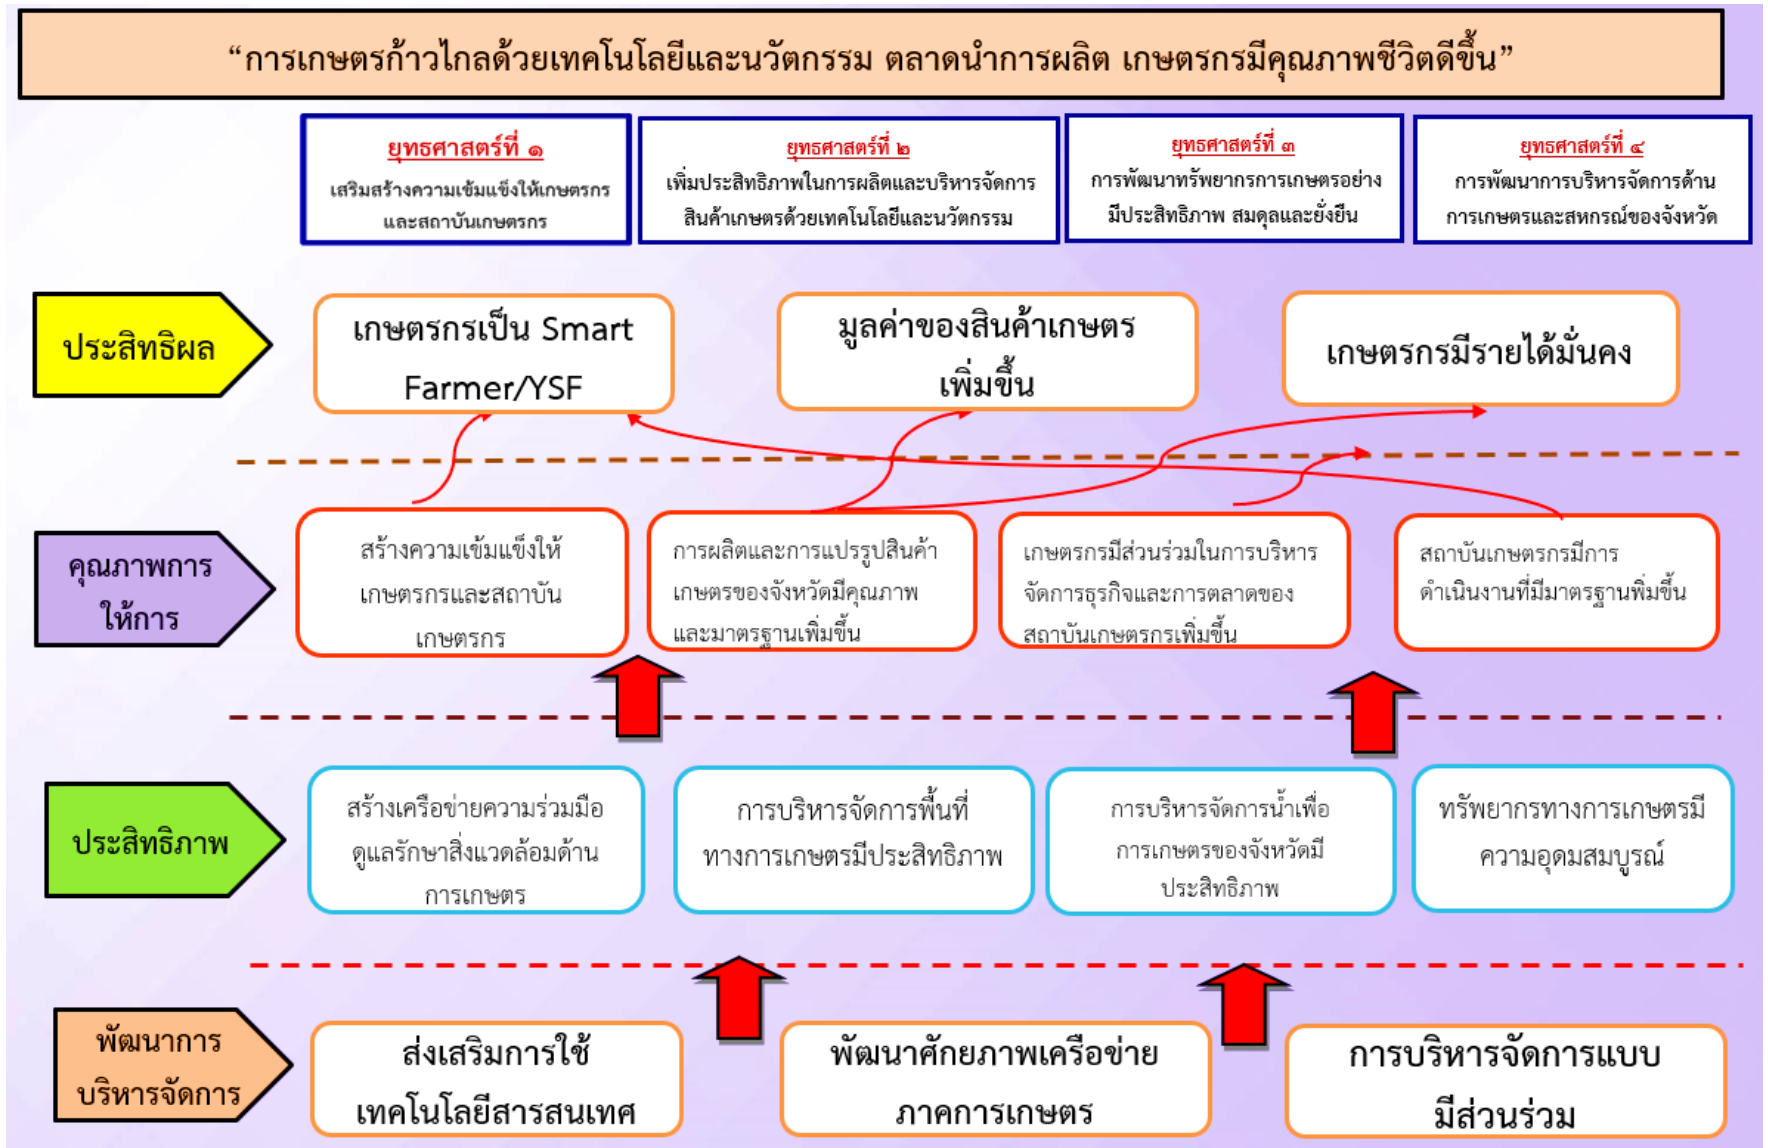 “การเกษตรก้าวไกลด้วยเทคโนโลยีและนวัตกรรม ตลาดนำการผลิต เกษตรกรมีคุณภาพชีวิตดีขึ้น”
ยุทธศาสตร์ที่ ๑
เสริมสร้างความเข้มแข็งให้เกษตรกร
และสถาบันเกษตรกร
ยุทธศาสตร์ที่ ๒
เพิ่มประสิทธิภาพในการผลิตและบริหารจัดการ
สินค้าเกษตรด้วยเทคโนโลยีและนวัตกรรม
ยุทธศาสตร์ที่ ๓
การพัฒนาทรัพยากรการเกษตรอย่าง
มีประสิทธิภาพ สมดุลและยั่งยืน
ยุทธศาสตร์ที่ ๔
การพัฒนาการบริหารจัดการด้าน
การเกษตรและสหกรณ์ของจังหวัด
ประสิทธิผล
เกษตรกรเป็น Smart
Farmer/YSF
มูลค่าของสินค้าเกษตร
เพิ่มขึ้น
เกษตรกรมีรายได้มั่นคง
คุณภาพการ
ให้การ
สร้างความเข้มแข็งให้
เกษตรกรและสถาบัน
เกษตรกร
การผลิตและการแปรรูปสินค้า
เกษตรของจังหวัดมีคุณภาพ
และมาตรฐานเพิ่มขึ้น
เกษตรกรมีส่วนร่วมในการบริหาร
จัดการธุรกิจและการตลาดของ
สถาบันเกษตรกรเพิ่มขึ้น
สถาบันเกษตรกรมีการ
ดำเนินงานที่มีมาตรฐานพิ่มขึ้น
ประสิทธิภาพ
สร้างเครือข่ายความร่วมมือ
ดูแลรักษาสิ่งแวดล้อมด้าน
การเกษตร
การบริหารจัดการพื้นที่
ทางการเกษตรมีประสิทธิภาพ
การบริหารจัดการน้ำเพื่อ
การเกษตรของจังหวัดมี
ประสิทธิภาพ
ทรัพยากรทางการเกษตรมี
ความอุดมสมบูรณ์
พัฒนาการ
บริหารจัดการ
ส่งเสริมการใช้
เทคโนโลยีสารสนเทศ
พัฒนาศักยภาพเครือข่าย
ภาคการเกษตร
การบริหารจัดการแบบ
มีส่วนร่วม